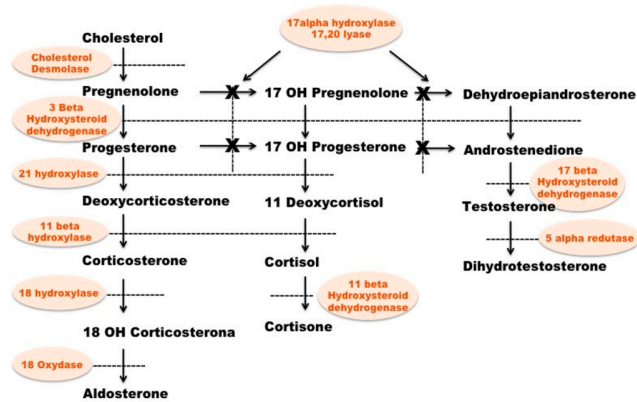 17alpha hydroxylase
17,20 lyase
Cholesterol
Cholesterol
Desmolase
Pregnenolone X 17 OH Pregnenolone X Dehydroepiandrosterone
3 Beta
Hydroxysteroid
dehydrogenase
Progesterone X 17 OH Progesterone X Androstenedione
21 hydroxylase
17 beta
Hydroxysteroid
dehydrogenase
Deoxycorticosterone 11 Deoxycortisol Testosterone
11 beta
hydroxylase
5 alpha redutase
Corticosterone Cortisol Dihydrotestosterone
18 hydroxylase
11 beta
Hydroxysteroid
dehydrogenase
18 OH Corticosterona Cortisone
18 Oxydase
Aldosterone